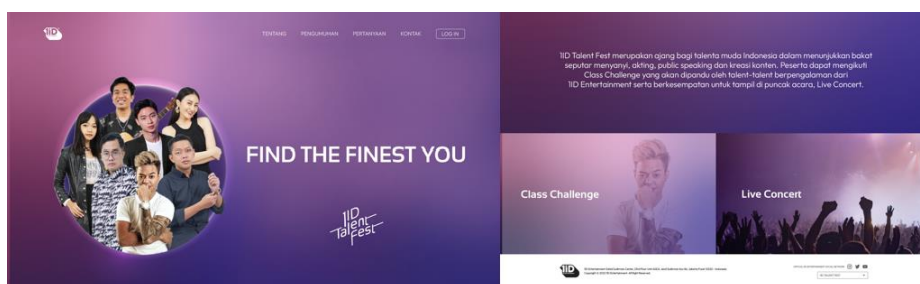 1ID
TENTANG
PENGUMUMAN
PERTANYAAN
KONTAK
LOG IN
FIND THE FINEST YOU
1ID
Talent
Fest
1ID Talent Fest merupakan ajang bagi talenta muda Indonesia dalam menunjukkan bakat
seputar menyanyi, akting, public speaking dan kreasi konten. Peserta dapat mengikuti
Class Challenge yang akan dipandu oleh talent-talent berpengalaman dari
1ID Entertainment serta berkesempatan untuk tampil di puncak acara, Live Concert.
Class Challenge
Live Concert
1ID